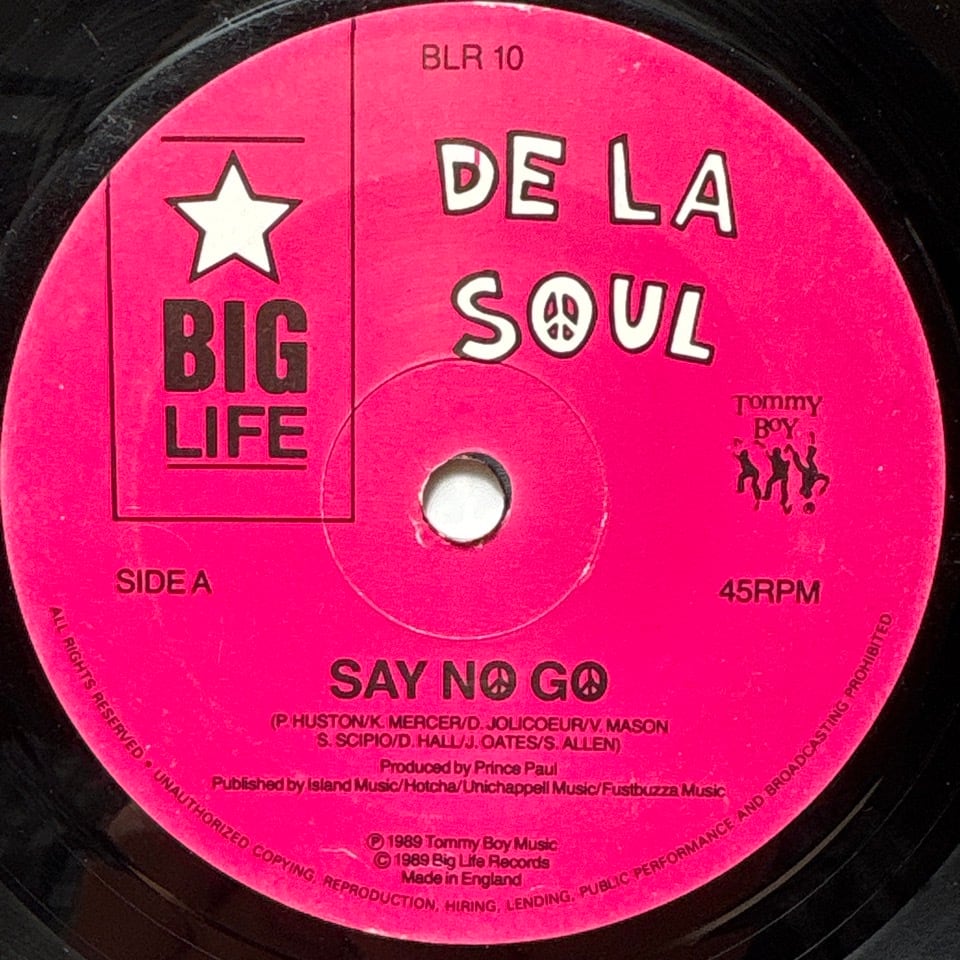 BLR 10
DE LA
SOUL
BIG
LIFE
Tommy
Boy
SIDE A
45RPM
SAY NO GO
(P. HUSTON/K. MERCER/D. JOLICOEUR/V. MASON
S. SCIPIO/D. HALL/J. OATES/S. ALLEN)
Produced by Prince Paul
Published by Island Music/Hotcha/Unichappell Music/Fustbuzza Music
℗ 1989 Tommy Boy Music
© 1989 Big Life Records
Made in England
ALL RIGHTS RESERVED • UNAUTHORIZED COPYING, REPRODUCTION, HIRING, LENDING, PUBLIC PERFORMANCE AND BROADCASTING PROHIBITED